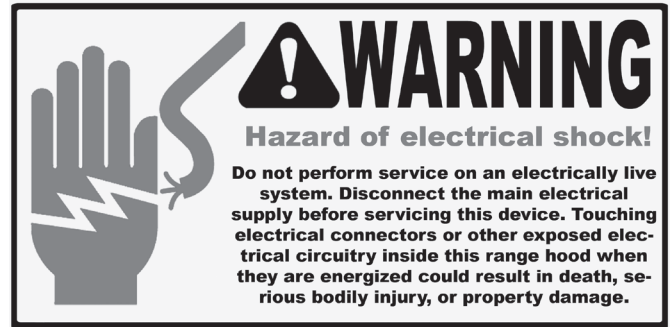 WARNING
Hazard of electrical shock!
Do not perform service on an electrically live
system. Disconnect the main electrical
supply before servicing this device. Touching
electrical connectors or other exposed elec-
trical circuitry inside this range hood when
they are energized could result in death, se-
rious bodily injury, or property damage.